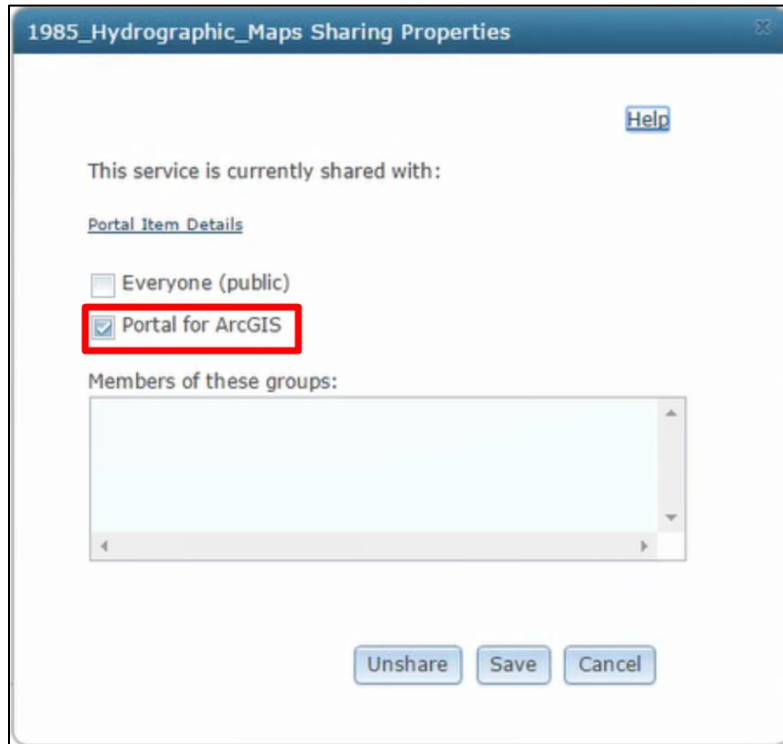 1985_Hydrographic_Maps Sharing Properties
Help
This service is currently shared with:
Portal Item Details
Everyone (public)
Portal for ArcGIS
Members of these groups:
Unshare Save Cancel